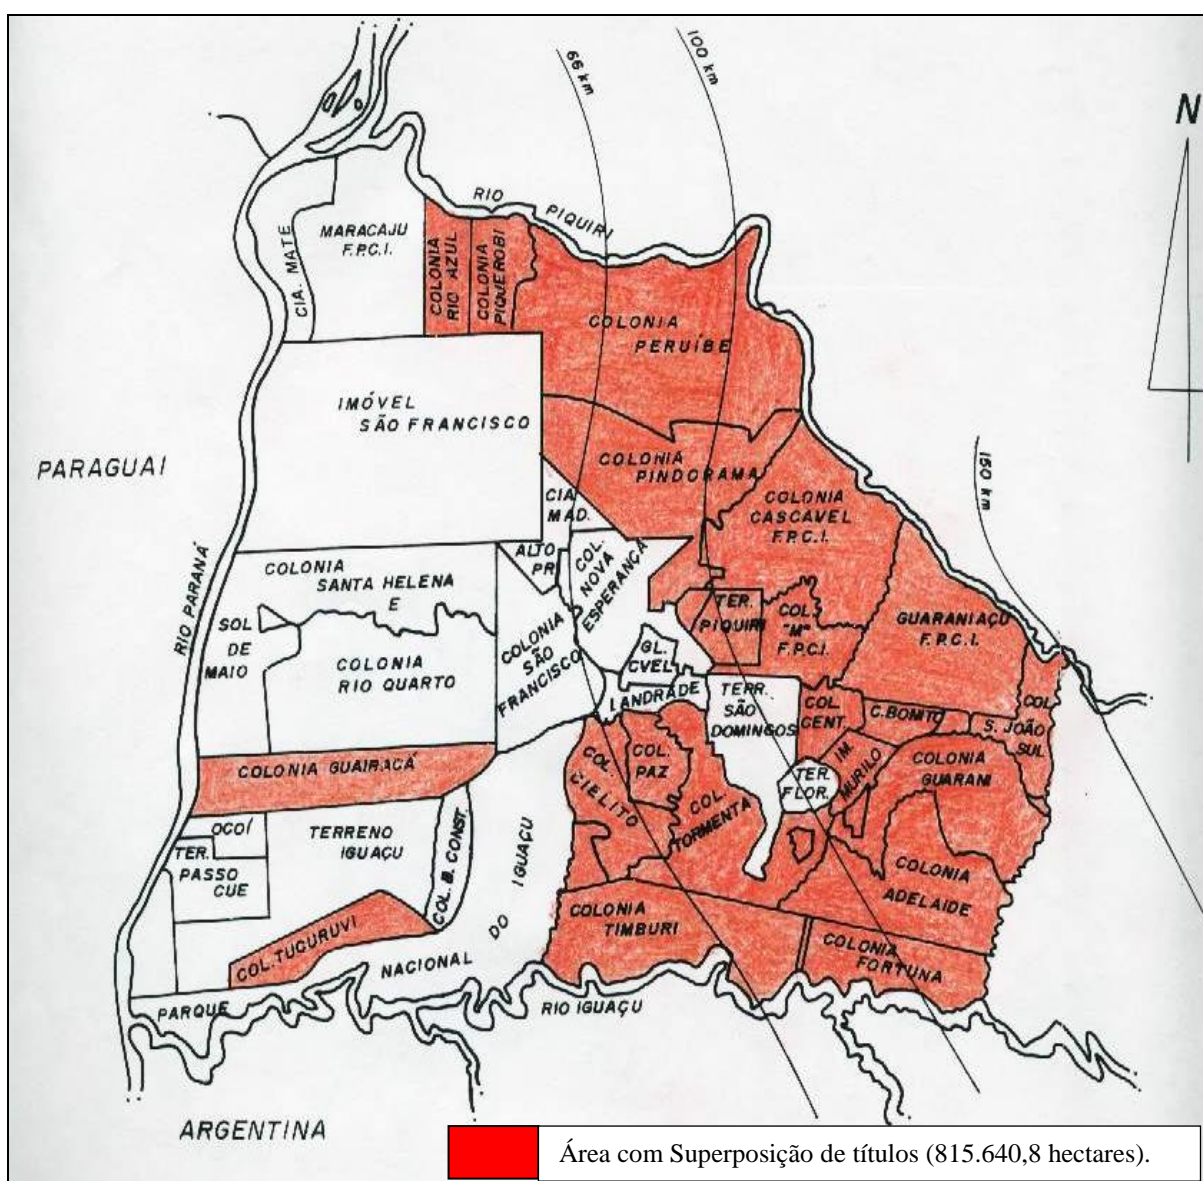 66 km
100 km
N
RIO
PIQUIRI
CIA. MATE
MARACAJU
F.P.C.I.
COLONIA
RIO AZUL
COLONIA
PIQUEROBI
COLONIA
PERUÍBE
IMÓVEL
SÃO FRANCISCO
PARAGUAI
COLONIA
PINDORAMA
150 km
CIA.
MAD.
ALTO
PR.
COLONIA
CASCAVEL
F.P.C.I.
COL.
NOVA
ESPERANÇA
RIO PARANÁ
COLONIA
SANTA HELENA
E
SOL
DE
MAIO
COLONIA
RIO QUARTO
COLONIA
SÃO
FRANCISCO
TER.
PIQUIRI
COL.
"M"
F.P.C.I.
GUARANIAÇU
F.P.C.I.
GL.
CVEL
LANDRADE
TERR.
SÃO
DOMINGOS
COL.
CENT.
C. BONITO
S. JOÃO
COL.
SUL
COLONIA GUAIRACÁ
COL.
CIELITO
COL.
PAZ
COL.
TORMENTA
TER.
FLOR.
IM.
MURILO
COLONIA
GUARANI
OCOÍ
TER.
PASSO
CUE
TERRENO
IGUAÇU
COL. B. CONST.
COLONIA
ADELAIDE
COLONIA
TIMBURI
COLONIA
FORTUNA
COL. TUCURUVI
PARQUE
NACIONAL
DO
IGUAÇU
RIO IGUAÇU
ARGENTINA
Área com Superposição de títulos (815.640,8 hectares).